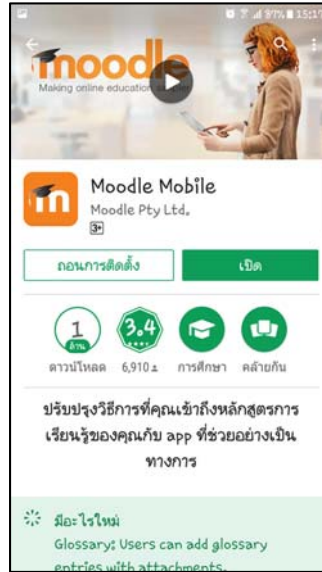 97% 15:17
moodle
Making online education simpler
m
Moodle Mobile
Moodle Pty Ltd.
3+
ถอนการติดตั้ง
เปิด
1
ล้าน
3.4
ดาวน์โหลด
6,910
การศึกษา
คล้ายกัน
ปรับปรุงวิธีการที่คุณเข้าถึงหลักสูตรการ
เรียนรู้ของคุณกับ app ที่ช่วยอย่างเป็น
ทางการ
มีอะไรใหม่
Glossary: Users can add glossary
entries with attachments.